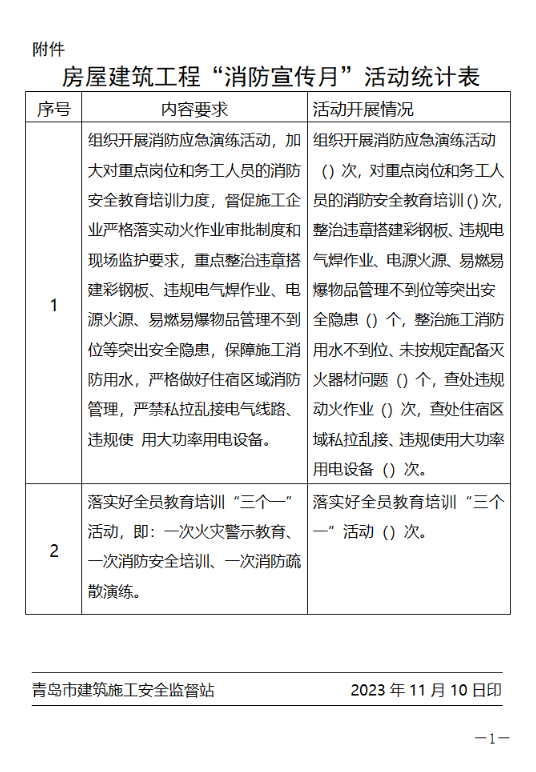 附件
房屋建筑工程“消防宣传月”活动统计表
序号 内容要求 活动开展情况
1
组织开展消防应急演练活动，加
大对重点岗位和务工人员的消防
安全教育培训力度，督促施工企
业严格落实动火作业审批制度和
现场监护要求，重点整治违章搭
建彩钢板、违规电气焊作业、电
源火源、易燃易爆物品管理不到
位等突出安全隐患，保障施工消
防用水，严格做好住宿区域消防
管理，严禁私拉乱接电气线路、
违规使 用大功率用电设备。
组织开展消防应急演练活动
（）次，对重点岗位和务工人
员的消防安全教育培训()次，
整治违章搭建彩钢板、违规电
气焊作业、电源火源、易燃易
爆物品管理不到位等突出安
全隐患（）个，整治施工消防
用水不到位、未按规定配备灭
火器材问题（）个，查处违规
动火作业（）次，查处住宿区
域私拉乱接、违规使用大功率
用电设备（）次。
2
落实好全员教育培训“三个一”
活动，即：一次火灾警示教育、
一次消防安全培训、一次消防疏
散演练。
落实好全员教育培训“三个
一”活动（）次。
青岛市建筑施工安全监督站 2023年11月10日印
—1—